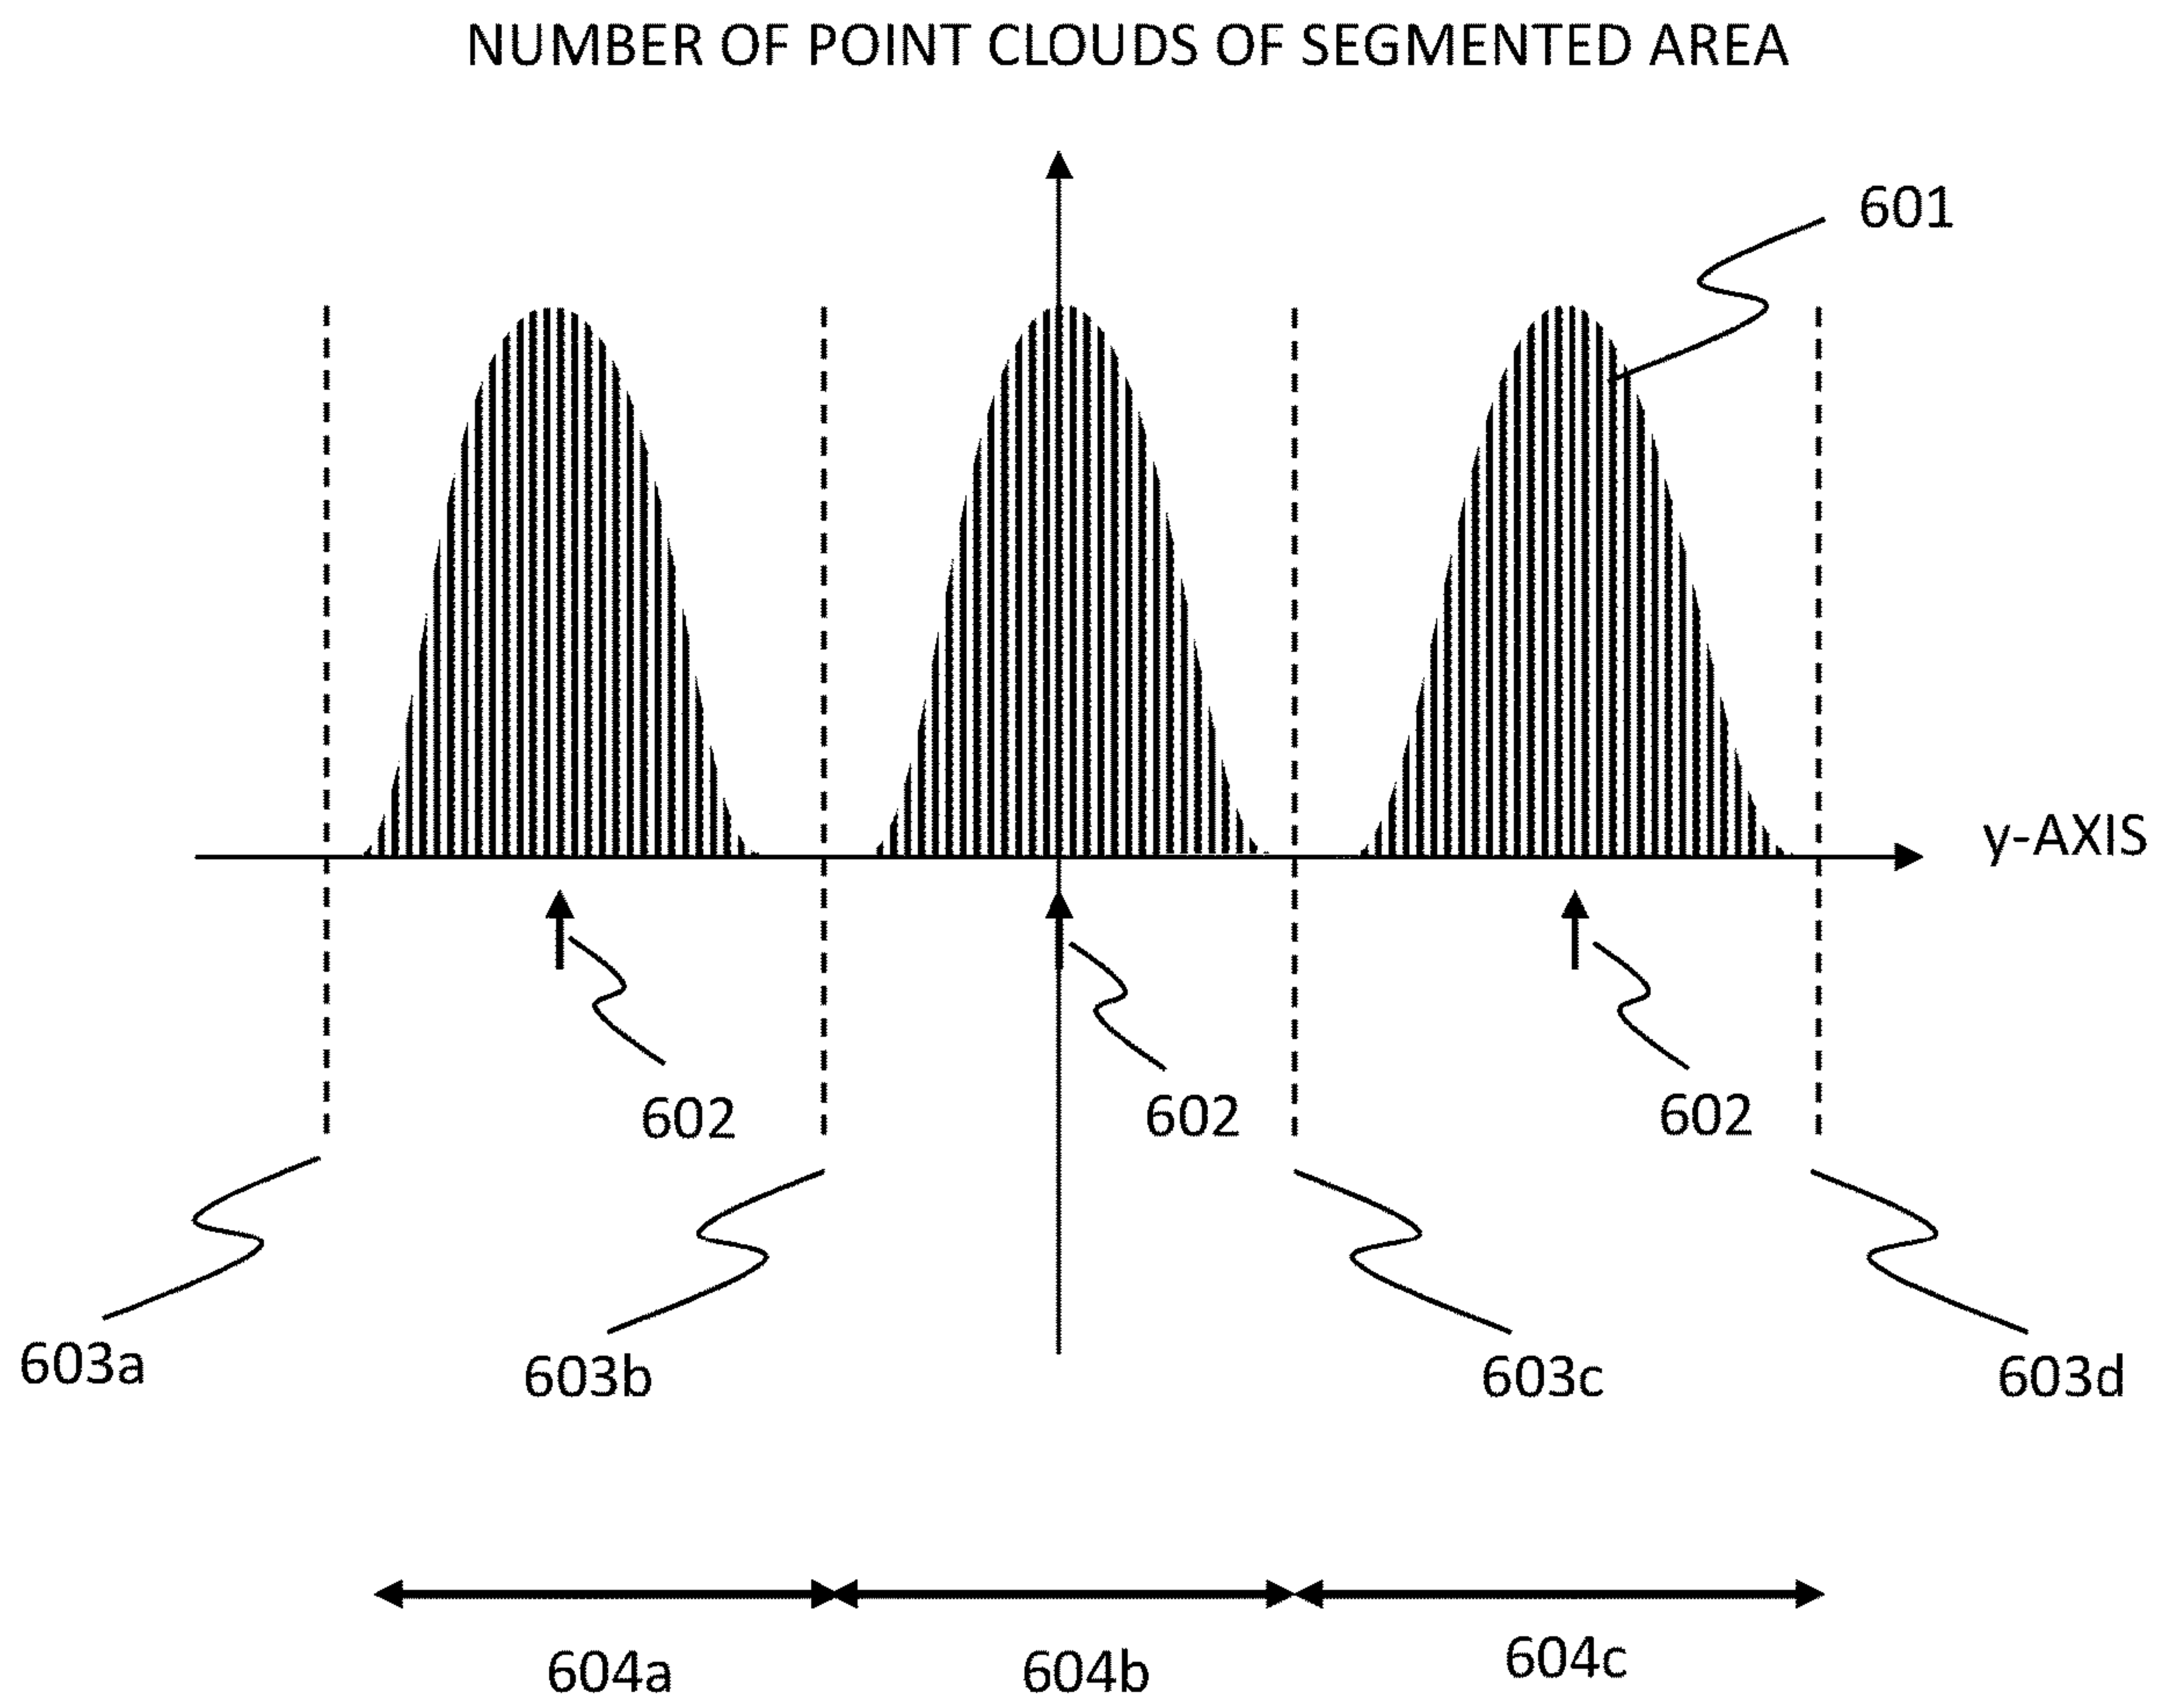 NUMBER OF POINT CLOUDS OF SEGMENTED AREA
601
y-AXIS
602 602 602
603a 603b 603c 603d
604a 604b 604c